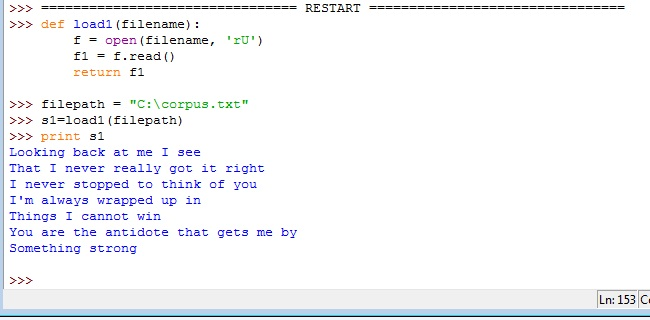 >>> ================================ RESTART ================================
>>> def load1(filename):
        f = open(filename, 'rU')
        f1 = f.read()
        return f1
>>> filepath = "C:\corpus.txt"
>>> s1=load1(filepath)
>>> print s1
Looking back at me I see
That I never really got it right
I never stopped to think of you
I'm always wrapped up in
Things I cannot win
You are the antidote that gets me by
Something strong
>>>
Ln: 153 C